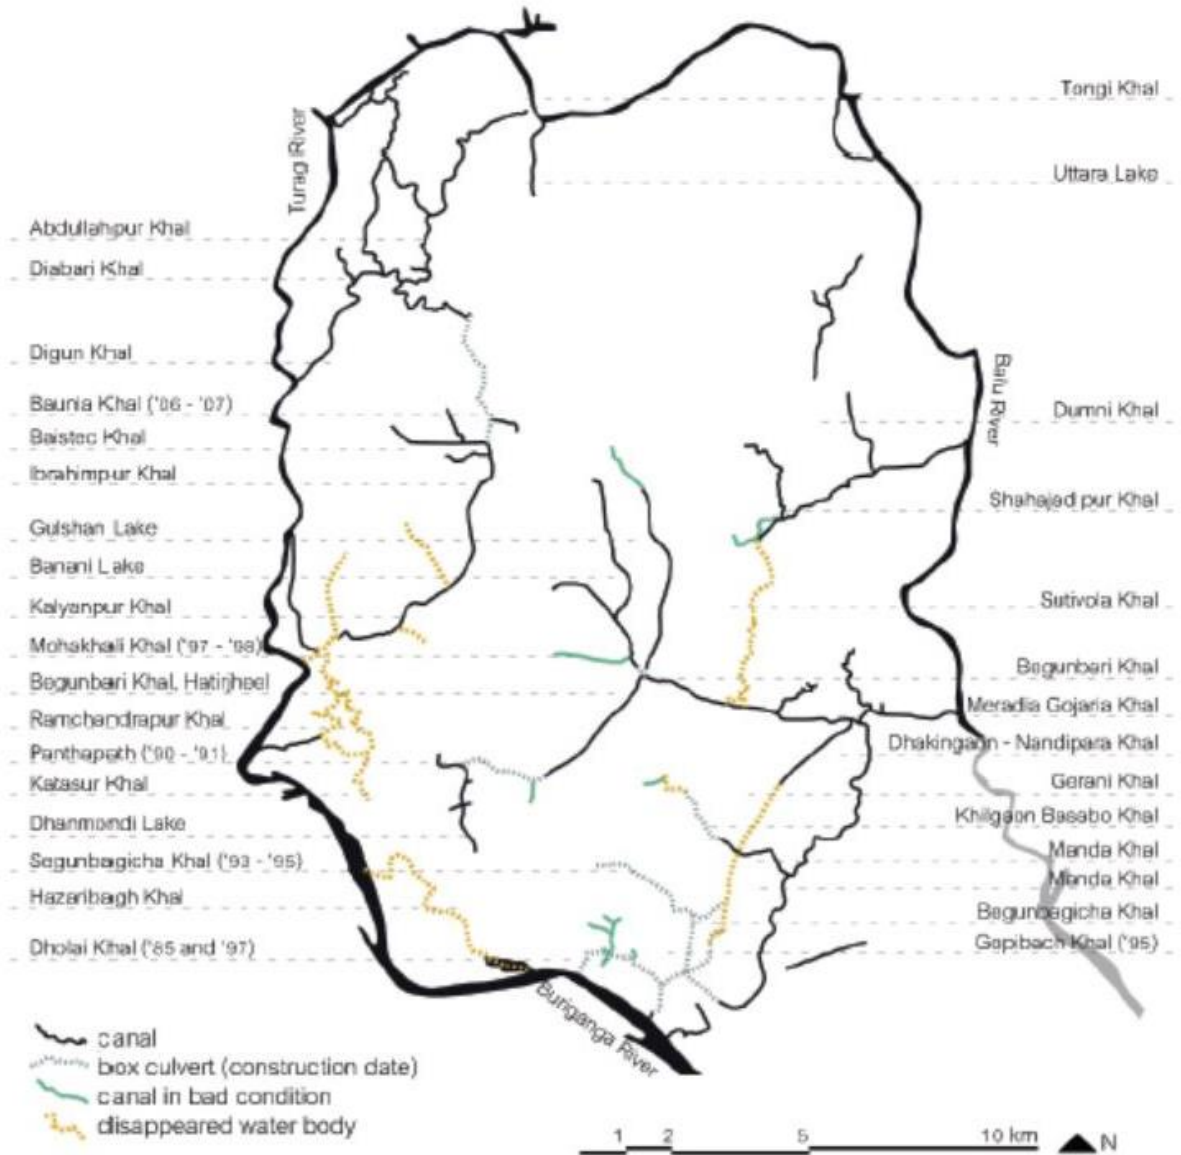 Tongi Khal
Uttara Lake
Turag River
Abdullahpur Khal
Diabari Khal
Digun Khal
Baunia Khal ('06 - '07)
Baistec Khal
Ibrahimpur Khal
Gulshan Lake
Banani Lake
Kalyanpur Khal
Mohakhali Khal ('97 - '98)
Begunbari Khal, Hatirjheel
Ramchandrapur Khal
Panthapath ('90 - '91)
Katasur Khal
Dhanmondi Lake
Segunbagicha Khal ('93 - '95)
Hazaribagh Khal
Dholai Khal ('85 and '97)
Balu River
Dumni Khal
Shahajadpur Khal
Sutivola Khal
Begunbari Khal
Meradia Gojaria Khal
Dhakingaon - Nandipara Khal
Gerani Khal
Khilgaon Basabo Khal
Manda Khal
Manda Khal
Begunbagicha Khal
Gopibach Khal ('95)
Buriganga River
canal
box culvert (construction date)
canal in bad condition
disappeared water body
1 2 5 10 km
N